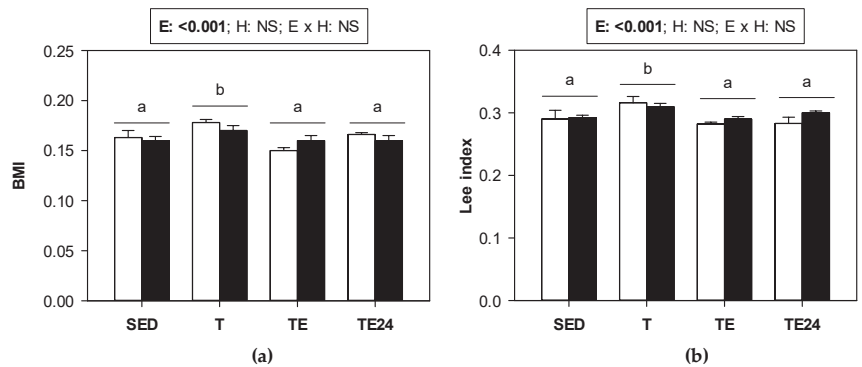 E: <0.001; H: NS; E x H: NS
0.25
0.20
0.15
0.10
0.05
0.00
BMI
a
b
a
a
SED T TE TE24
(a)
E: <0.001; H: NS; E x H: NS
0.4
0.3
0.2
0.1
0.0
Lee index
a
b
a
a
SED T TE TE24
(b)